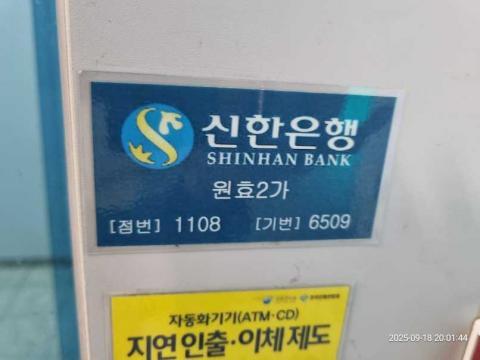 신한은행
SHINHAN BANK
원효2가
[점번] 1108 [기번] 6509
자동화기기(ATM·CD)
지연인출·이체제도
2025-09-18 20:01:44